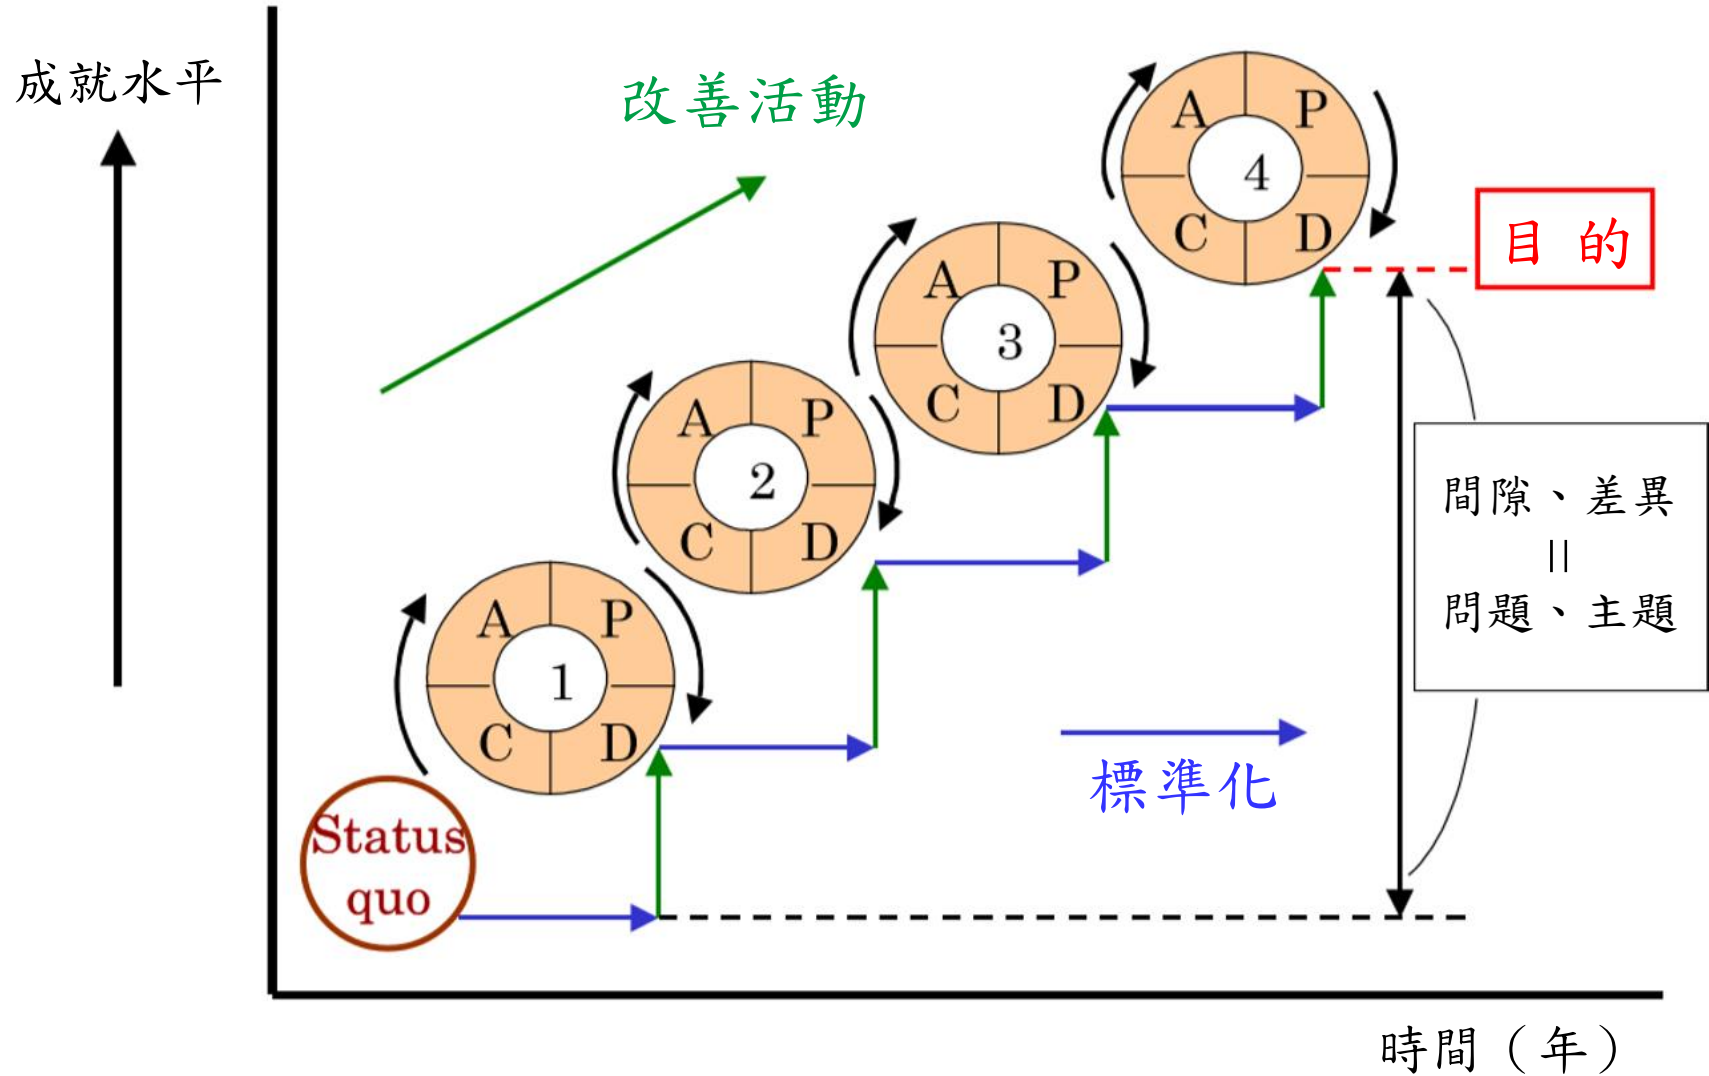 成就水平
改善活動
A P
4
C D
目的
A P
3
C D
間隙、差異
||
問題、主題
A P
2
C D
A P
1
C D
標準化
Status
quo
時間（年）